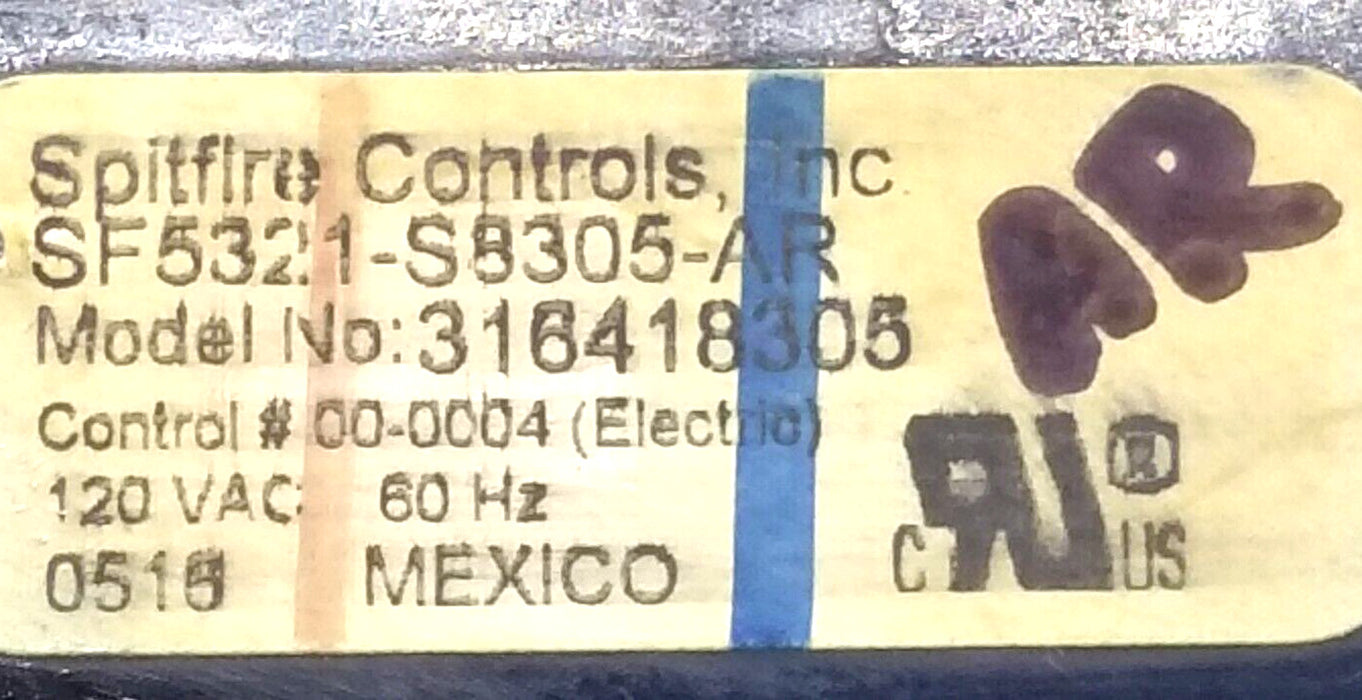 Spitfire Controls, Inc.
SF5321-S8305-AR
Model No: 316418305
Control # 00-0004 (Electric)
120 VAC 60 Hz
MEXICO
AR
C RU ® US